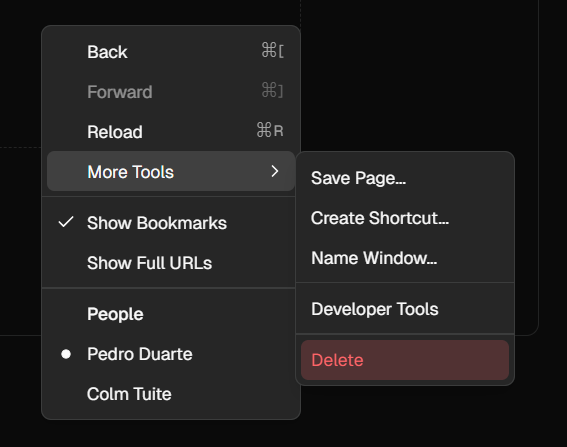 Back ⌘[
Forward ⌘]
Reload ⌘R
More Tools
Show Bookmarks
Show Full URLs
People
Pedro Duarte
Colm Tuite
Save Page...
Create Shortcut...
Name Window...
Developer Tools
Delete